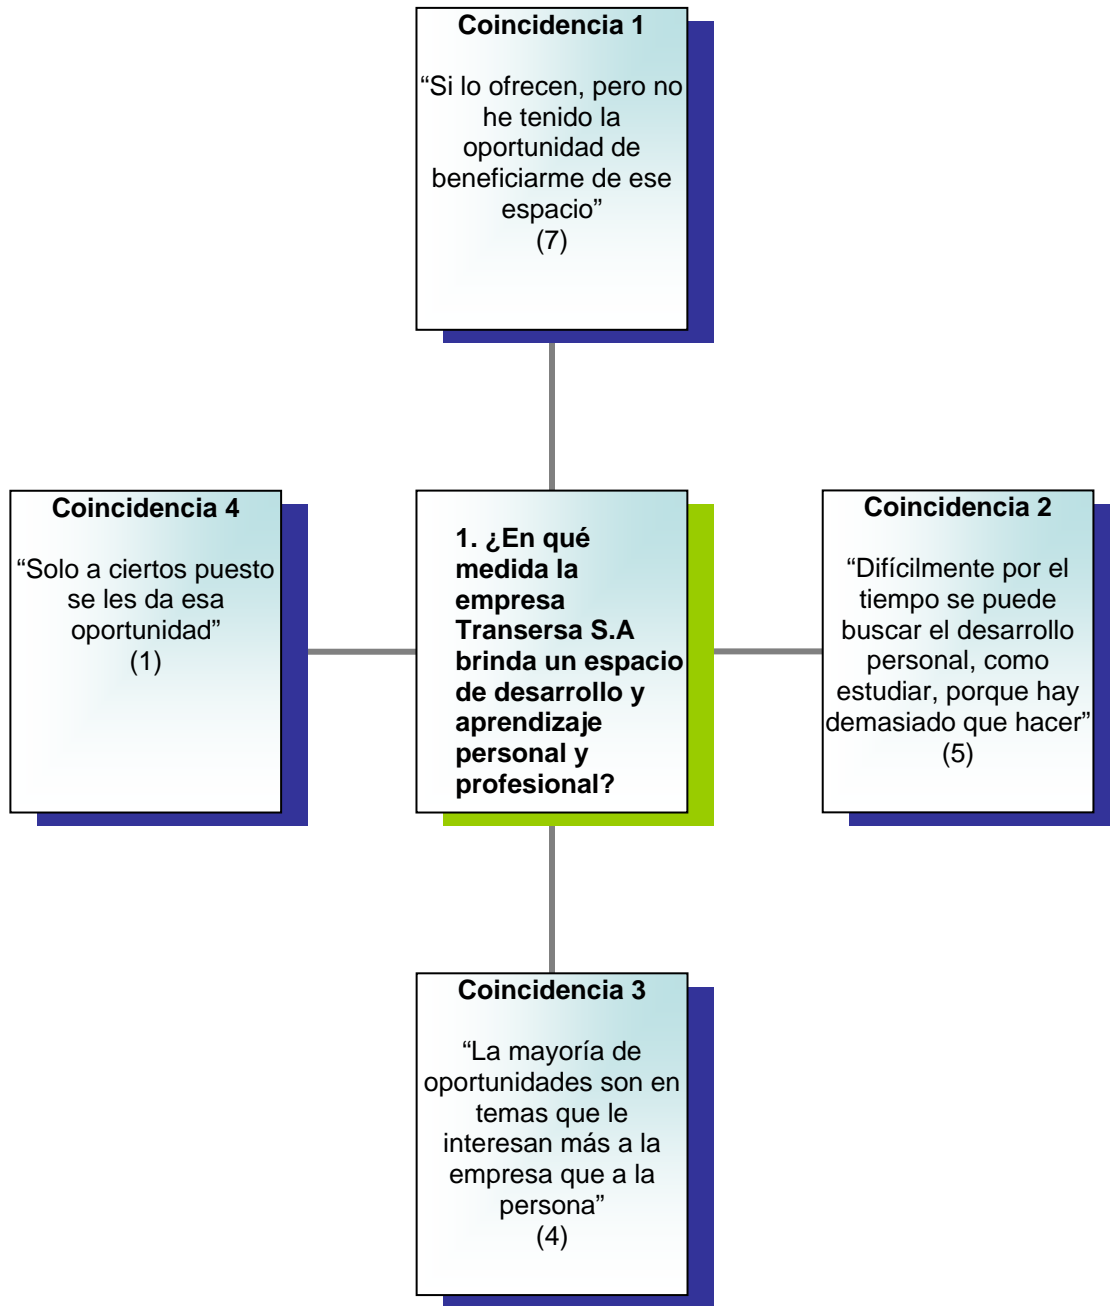 Coincidencia 1
“Si lo ofrecen, pero no
he tenido la
oportunidad de
beneficiarme de ese
espacio”
(7)
Coincidencia 4
“Solo a ciertos puesto
se les da esa
oportunidad”
(1)
1. ¿En qué
medida la
empresa
Transersa S.A
brinda un espacio
de desarrollo y
aprendizaje
personal y
profesional?
Coincidencia 2
“Difícilmente por el
tiempo se puede
buscar el desarrollo
personal, como
estudiar, porque hay
demasiado que hacer”
(5)
Coincidencia 3
“La mayoría de
oportunidades son en
temas que le
interesan más a la
empresa que a la
persona”
(4)